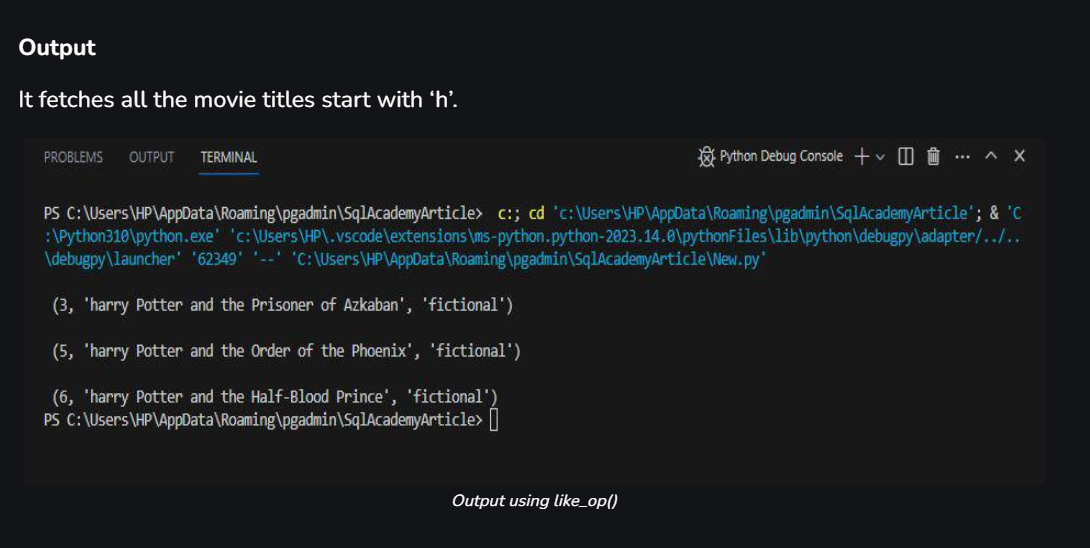 Output
It fetches all the movie titles start with ‘h’.
PROBLEMS OUTPUT TERMINAL Python Debug Console
PS C:\Users\HP\AppData\Roaming\pgadmin\SqlAcademyArticle> c:; cd 'c:\Users\HP\AppData\Roaming\pgadmin\SqlAcademyArticle'; & 'C
:\Python310\python.exe' 'c:\Users\HP\.vscode\extensions\ms-python.python-2023.14.0\pythonFiles\lib\python\debugpy\adapter/../..
\debugpy\launcher' '62349' '--' 'C:\Users\HP\AppData\Roaming\pgadmin\SqlAcademyArticle\New.py'
(3, 'harry Potter and the Prisoner of Azkaban', 'fictional')
(5, 'harry Potter and the Order of the Phoenix', 'fictional')
(6, 'harry Potter and the Half-Blood Prince', 'fictional')
PS C:\Users\HP\AppData\Roaming\pgadmin\SqlAcademyArticle>
Output using like_op()